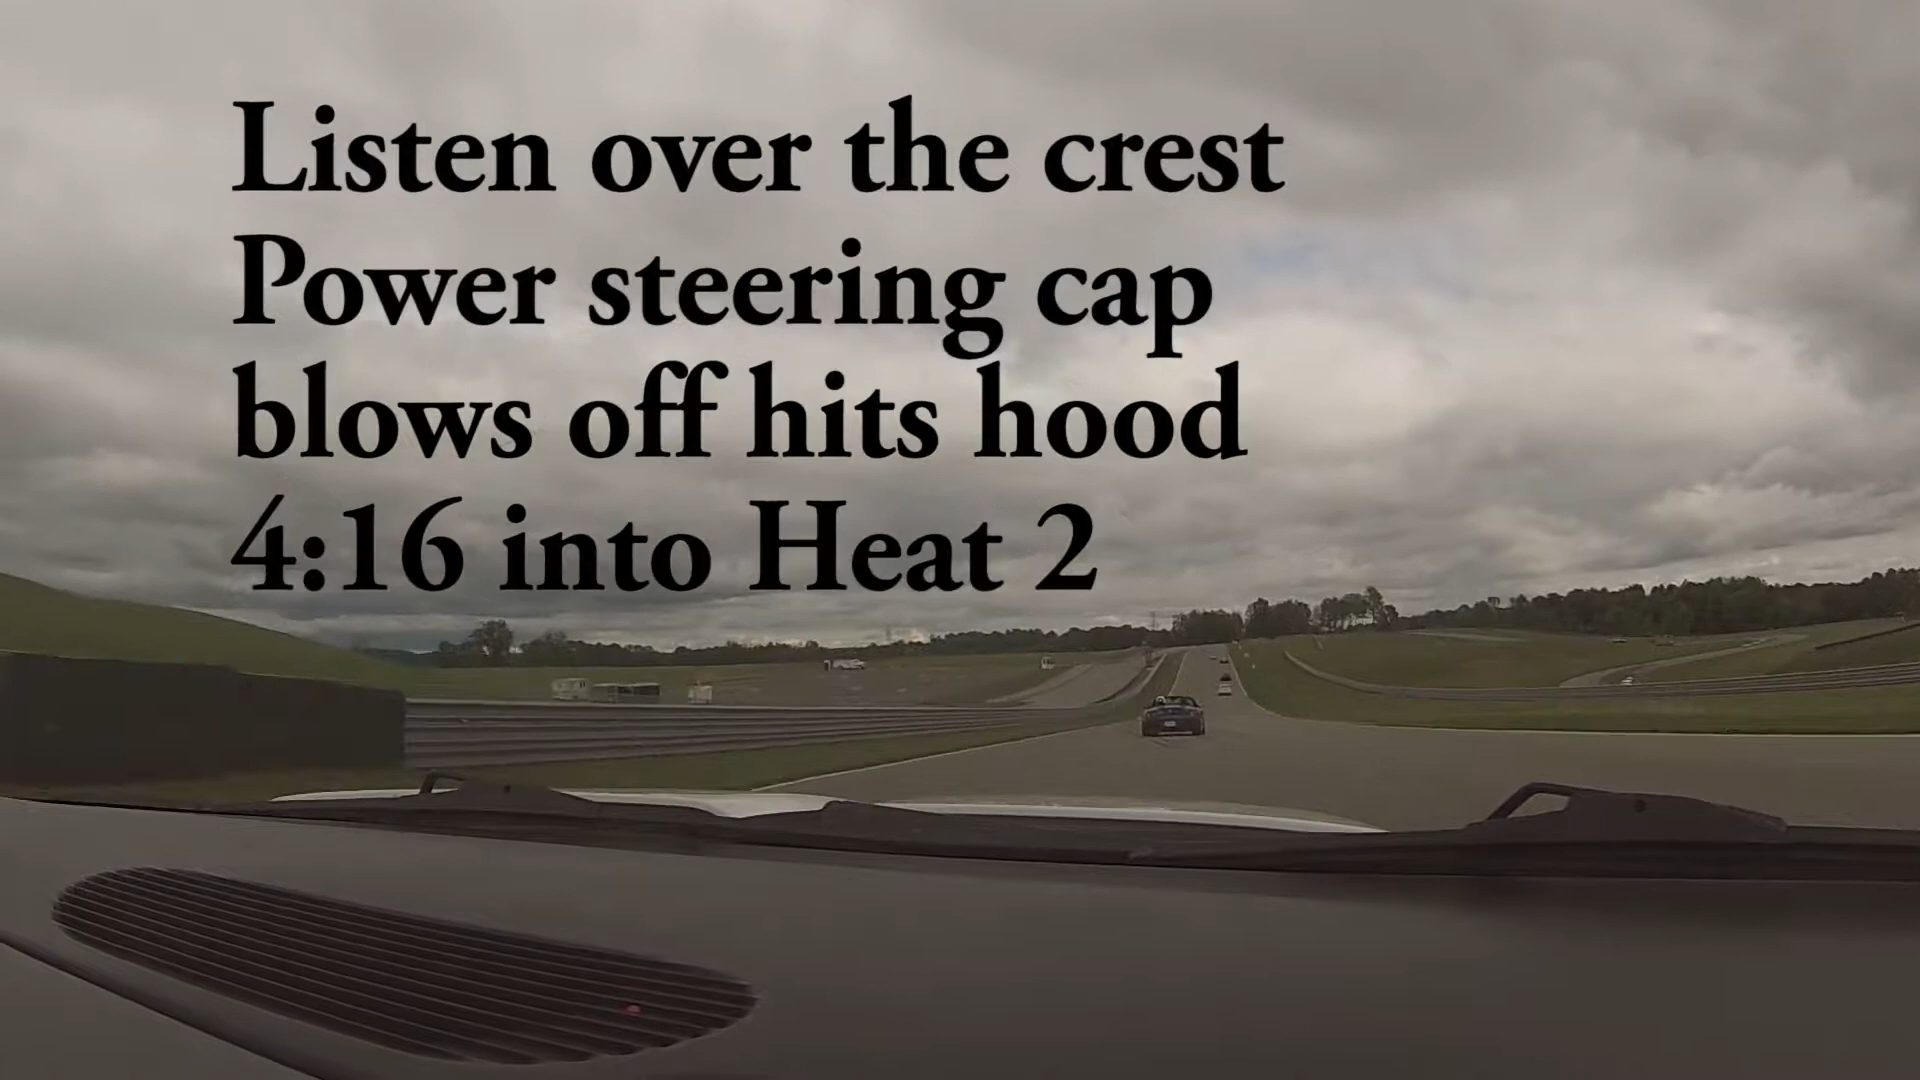 Listen over the crest
Power steering cap
blows off hits hood
4:16 into Heat 2